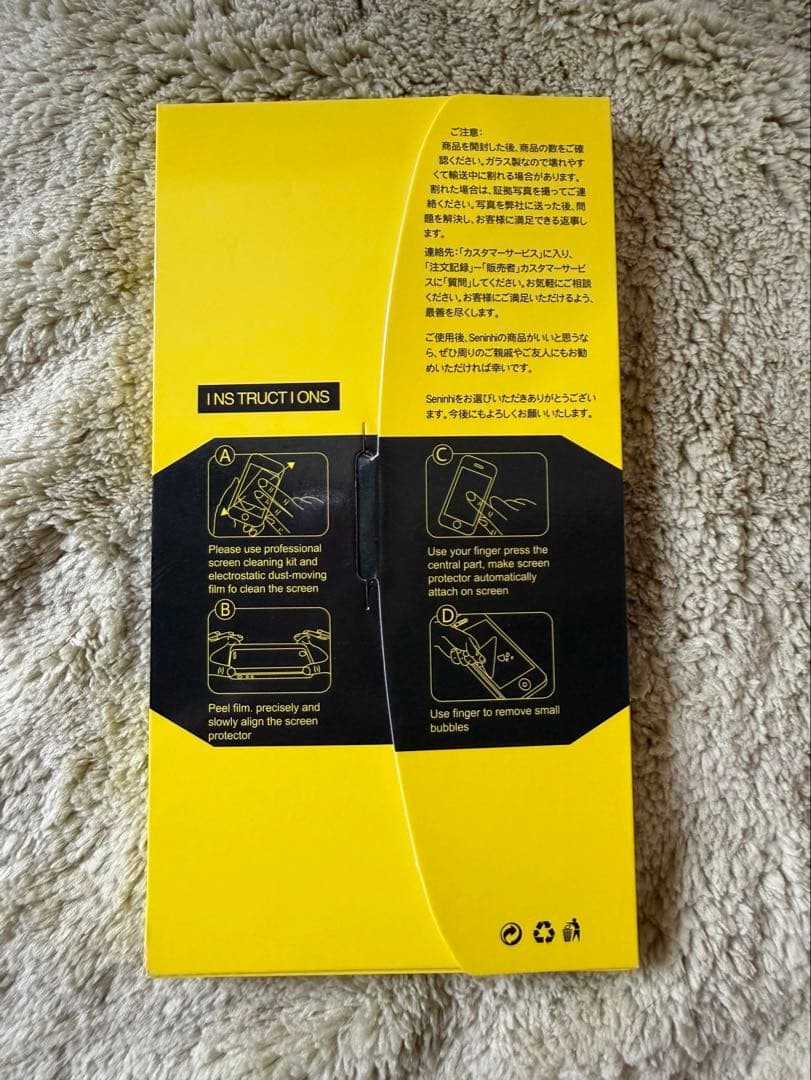 ご注意：
商品を開封した後、商品の数をご確
認ください。ガラス製なので壊れやす
くて輸送中に割れる場合があります。
割れた場合は、証拠写真を撮ってご連
絡ください。写真を弊社に送った後、問
題を解決し、お客様に満足できる返事し
ます。
連絡先：「カスタマーサービス」に入り、
「注文記録」ー「販売者」カスタマーサービ
スに「質問」してください。お気軽にご相談
ください。お客様にご満足いただけるよう、
最善を尽くします。
ご使用後、Seninhiの商品がいいと思うな
ら、ぜひ周りのご親戚やご友人にもお勧
めいただければ幸いです。
Seninhiをお選びいただきありがとうござい
ます。今後にもよろしくお願いいたします。
INSTRUCTIONS
A
Please use professional
screen cleaning kit and
electrostatic dust-moving
film fo clean the screen
B
Peel film. precisely and
slowly align the screen
protector
C
Use your finger press the
central part, make screen
protector automatically
attach on screen
D
Use finger to remove small
bubbles